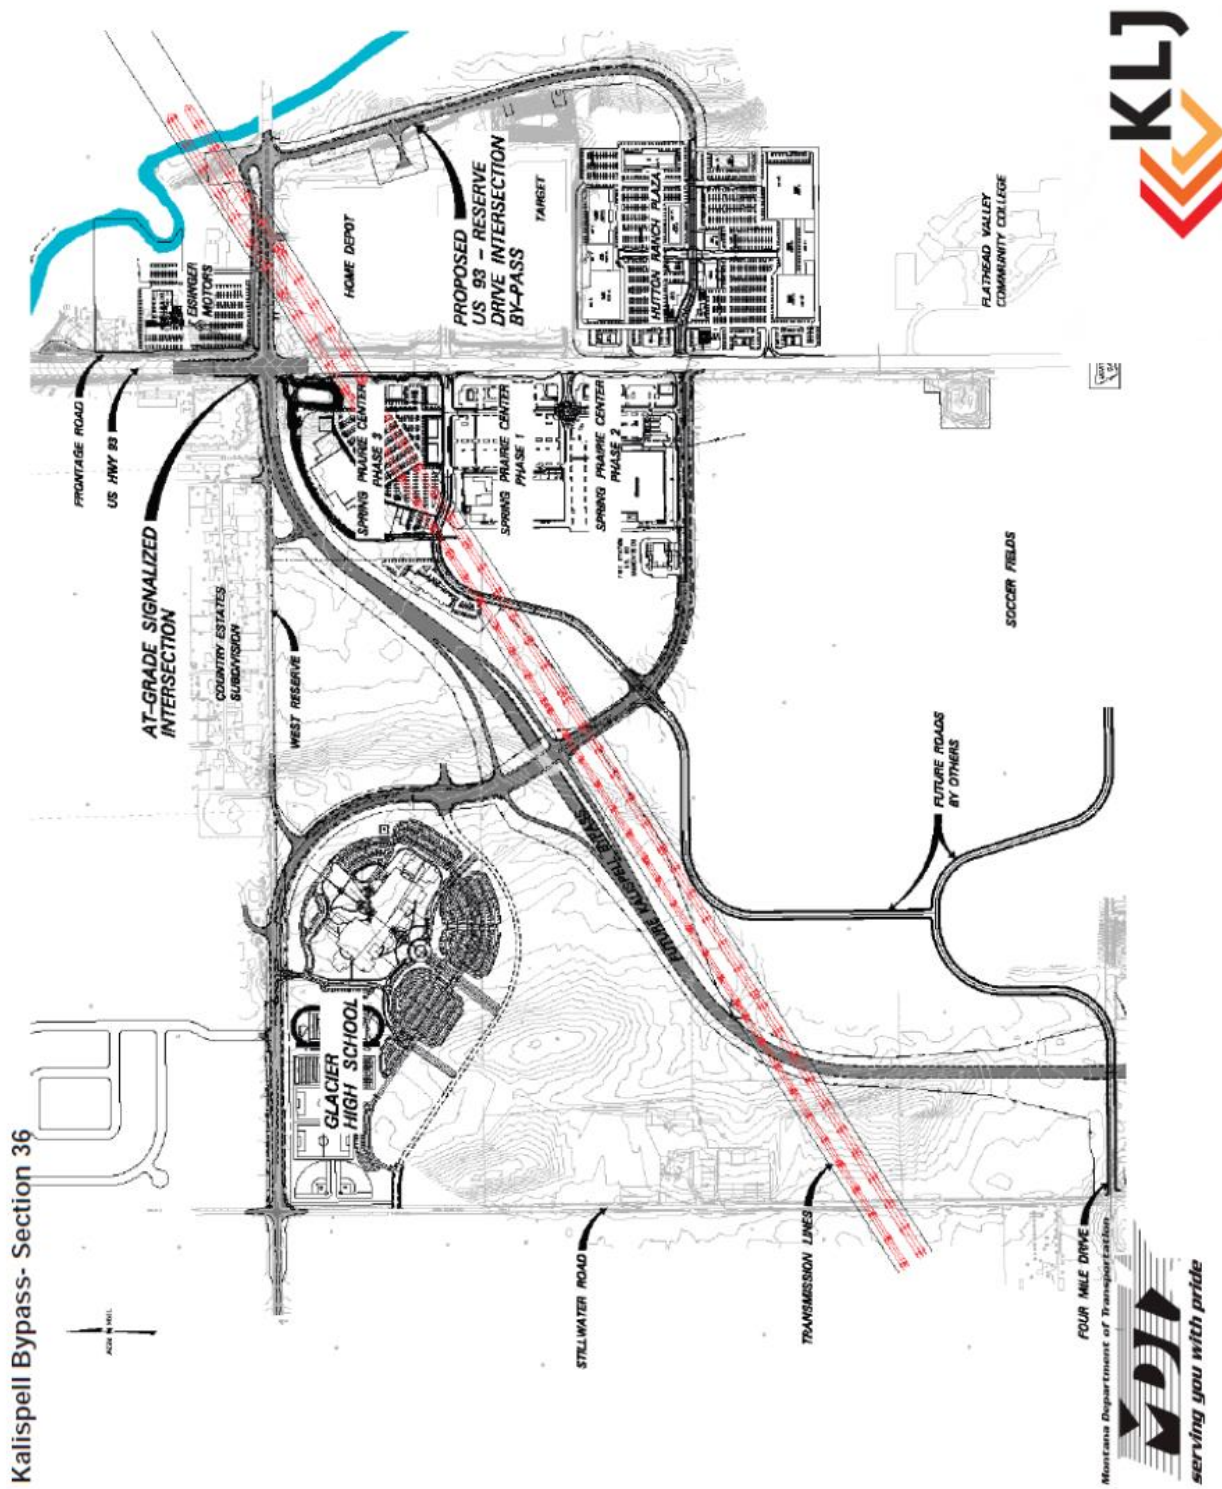 Kalispell Bypass- Section 36
FRONTAGE ROAD
US HWY 93
EISINGER
MOTORS
AT-GRADE SIGNALIZED
INTERSECTION
HOME DEPOT
PROPOSED
US 93 - RESERVE
DRIVE INTERSECTION
BY-PASS
TARGET
HUTTON RANCH PLAZA
FLATHEAD VALLEY
COMMUNITY COLLEGE
SPRING PRAIRE CENTER
PHASE 3
SPRING PRAIRE CENTER
PHASE 1
SPRING PRAIRE CENTER
PHASE 2
COUNTRY ESTATES
SUBDIVISION
WEST RESERVE
SOCCER FIELDS
FUTURE ROADS
BY OTHERS
FUTURE KALISPELL BYPASS
GLACIER
HIGH SCHOOL
STILLWATER ROAD
TRANSMISSION LINES
FOUR MILE DRIVE
Montana Department of Transportation
MDT
serving you with pride
KLJ